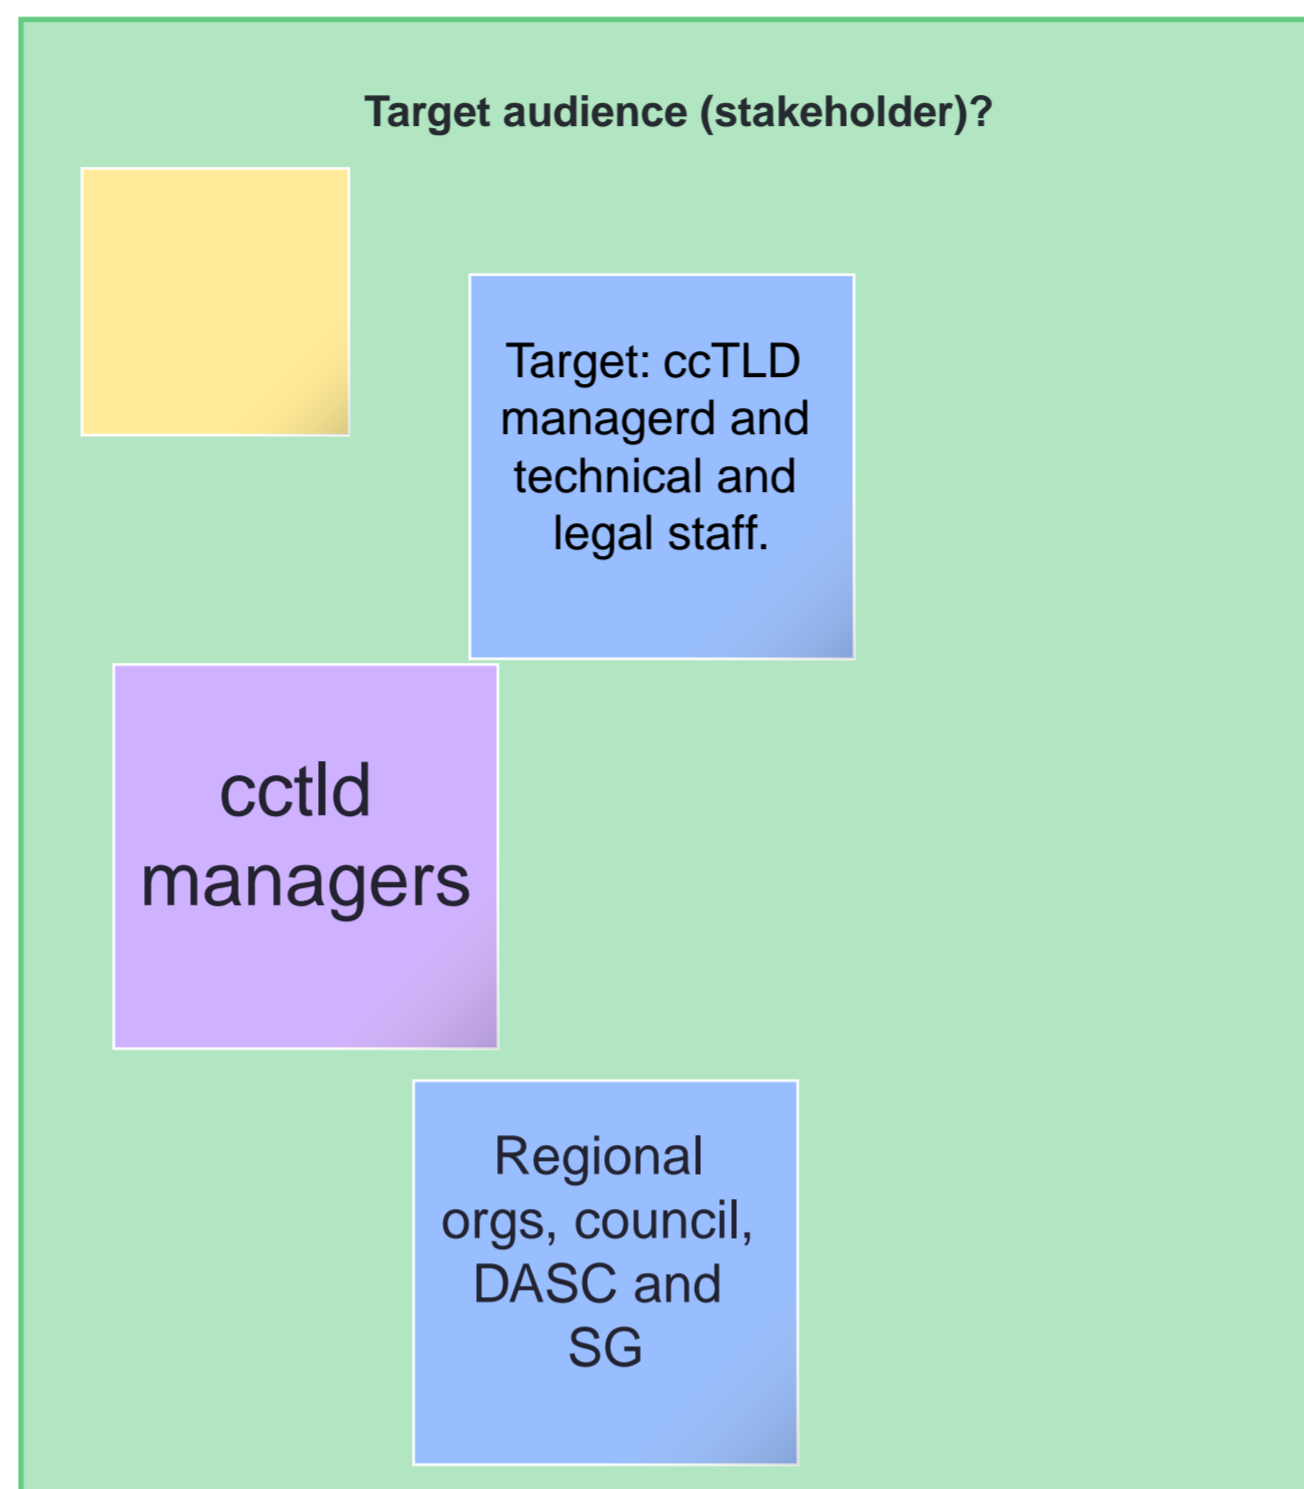 Target audience (stakeholder)?
Target: ccTLD
managerd and
technical and
legal staff.
cctld
managers
Regional
orgs, council,
DASC and
SG